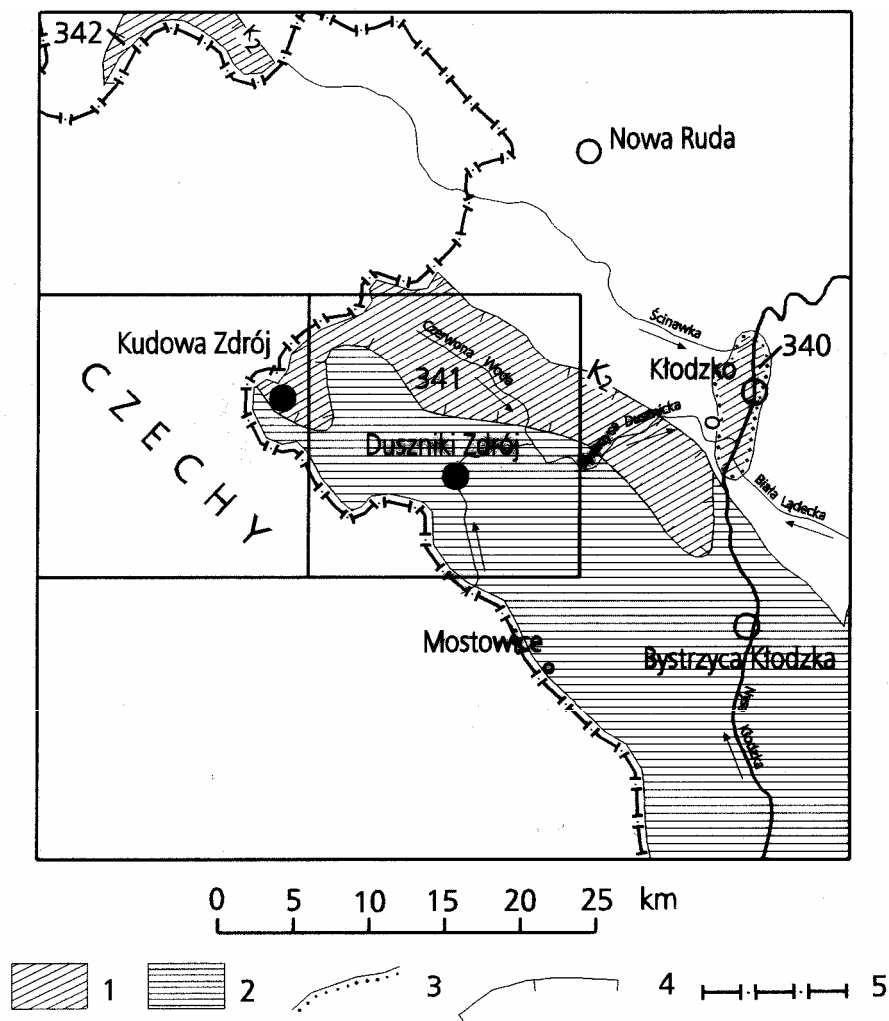 342
K2
Nowa Ruda
Kudowa Zdrój
CZECHY
Czerwona Woda
341
K2
Ścinawka
340
Kłodzko
Duszniki Zdrój
Dusznicka
Biała Lądecka
Mostowice
Bystrzyca Kłodzka
Nysa
Kłodzka
0 5 10 15 20 25 km
1 2 3 4 5